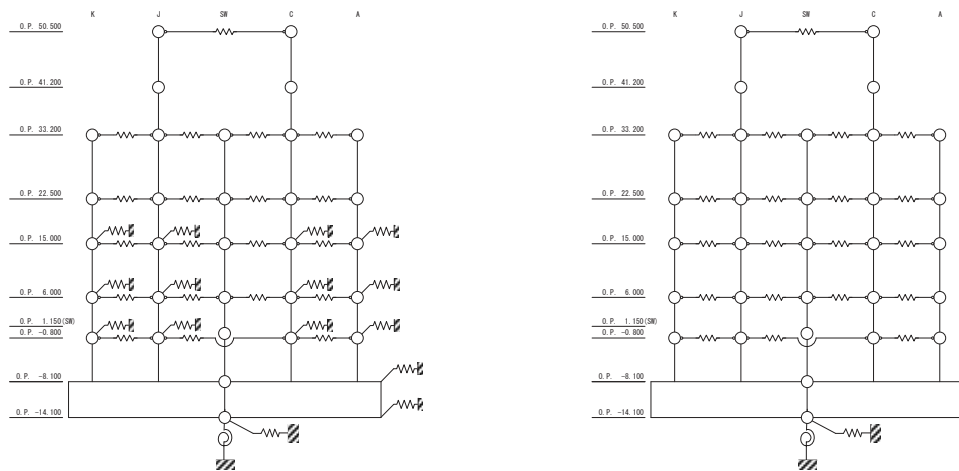 K J SW C A
O.P. 50.500
O.P. 41.200
O.P. 33.200
O.P. 22.500
O.P. 15.000
O.P. 6.000
O.P. 1.150(SW)
O.P. -0.800
O.P. -8.100
O.P. -14.100
K J SW C A
O.P. 50.500
O.P. 41.200
O.P. 33.200
O.P. 22.500
O.P. 15.000
O.P. 6.000
O.P. 1.150(SW)
O.P. -0.800
O.P. -8.100
O.P. -14.100